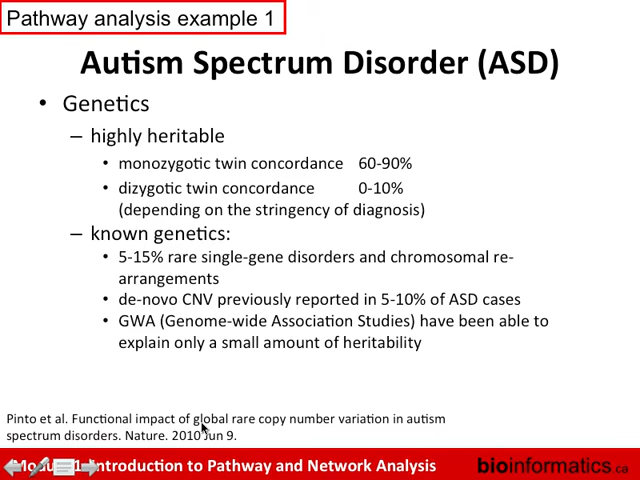 Pathway analysis example 1
Autism Spectrum Disorder (ASD)
• Genetics
– highly heritable
• monozygotic twin concordance 60-90%
• dizygotic twin concordance 0-10%
(depending on the stringency of diagnosis)
– known genetics:
• 5-15% rare single-gene disorders and chromosomal re-
arrangements
• de-novo CNV previously reported in 5-10% of ASD cases
• GWA (Genome-wide Association Studies) have been able to
explain only a small amount of heritability
Pinto et al. Functional impact of global rare copy number variation in autism
spectrum disorders. Nature. 2010 Jun 9.
Module 1: Introduction to Pathway and Network Analysis
bioinformatics.ca